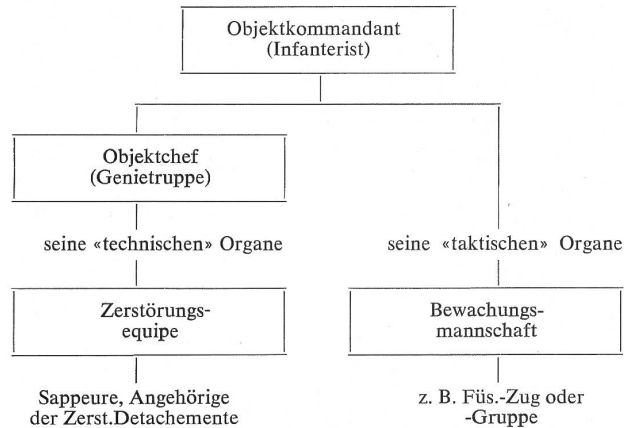 Objektkommandant
(Infanterist)
Objektchef
(Genietruppe)
seine «technischen» Organe
seine «taktischen» Organe
Zerstörungs-
equipe
Bewachungs-
mannschaft
Sappeure, Angehörige
der Zerst.Detachemente
z. B. Füs.-Zug oder
-Gruppe